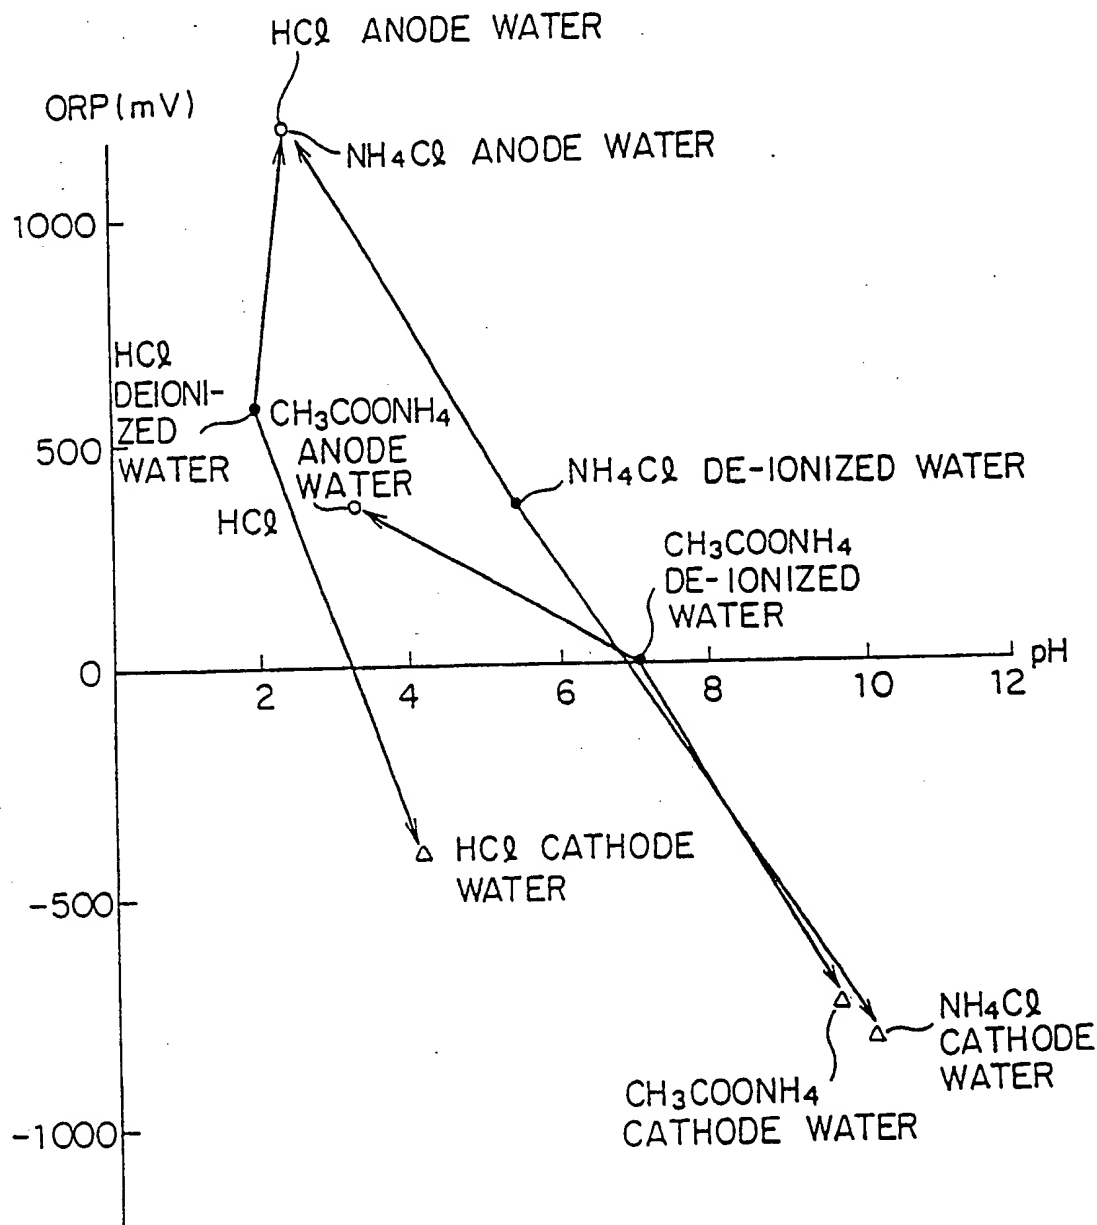 HCl ANODE WATER
ORP(mV)
NH₄Cl ANODE WATER
1000
HCl
DEIONI-
ZED
WATER
CH₃COONH₄
ANODE
WATER
500
NH₄Cl DE-IONIZED WATER
HCl
CH₃COONH₄
DE-IONIZED
WATER
0
2
4
6
8
10
12
pH
HCl CATHODE
WATER
-500
NH₄Cl
CATHODE
WATER
CH₃COONH₄
CATHODE WATER
-1000